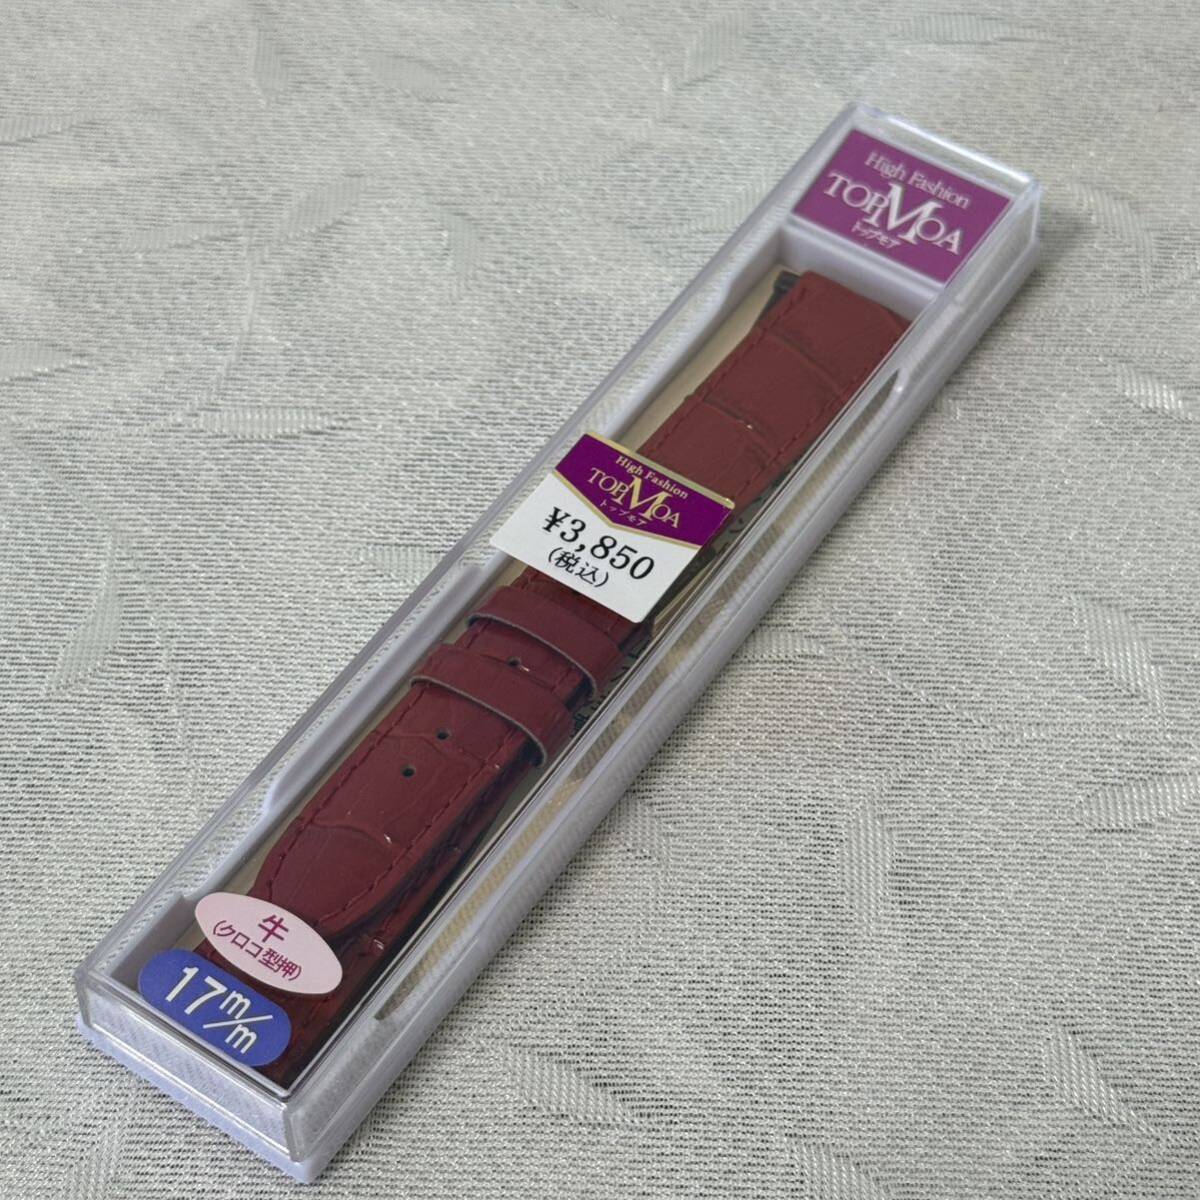 High Fashion
TOPMOA
トップモア
High Fashion
TOPMOA
トップモア
¥3,850
(税込)
牛
(クロコ型押)
17m/m